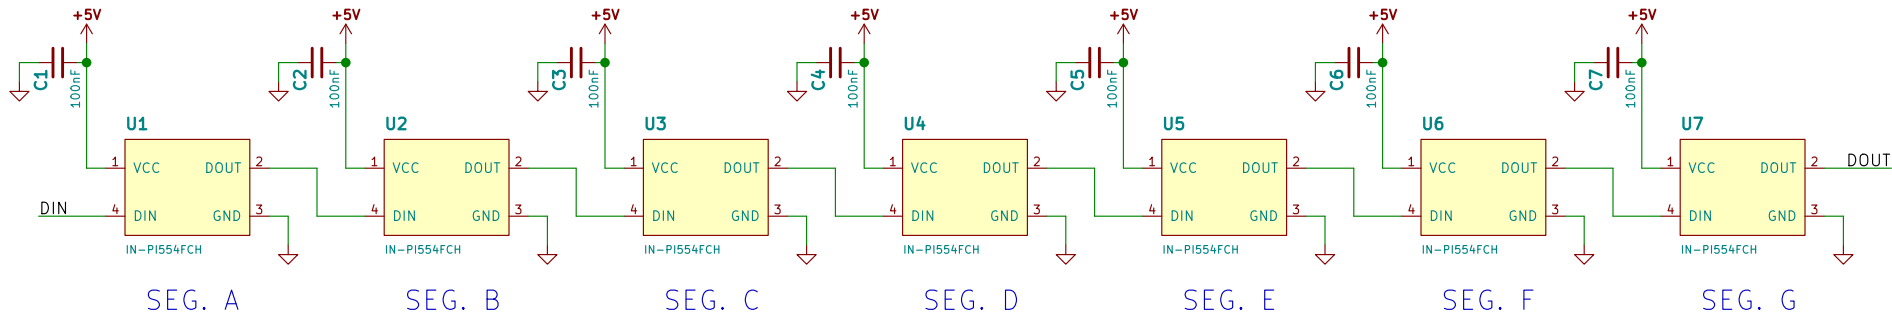 +5V +5V +5V +5V +5V +5V +5V
C1 100nF C2 100nF C3 100nF C4 100nF C5 100nF C6 100nF C7 100nF
U1 U2 U3 U4 U5 U6 U7
1 VCC DOUT 2 1 VCC DOUT 2 1 VCC DOUT 2 1 VCC DOUT 2 1 VCC DOUT 2 1 VCC DOUT 2 1 VCC DOUT 2 DOUT
DIN 4 DIN GND 3 4 DIN GND 3 4 DIN GND 3 4 DIN GND 3 4 DIN GND 3 4 DIN GND 3 4 DIN GND 3
IN-PI554FCH IN-PI554FCH IN-PI554FCH IN-PI554FCH IN-PI554FCH IN-PI554FCH IN-PI554FCH
SEG. A SEG. B SEG. C SEG. D SEG. E SEG. F SEG. G